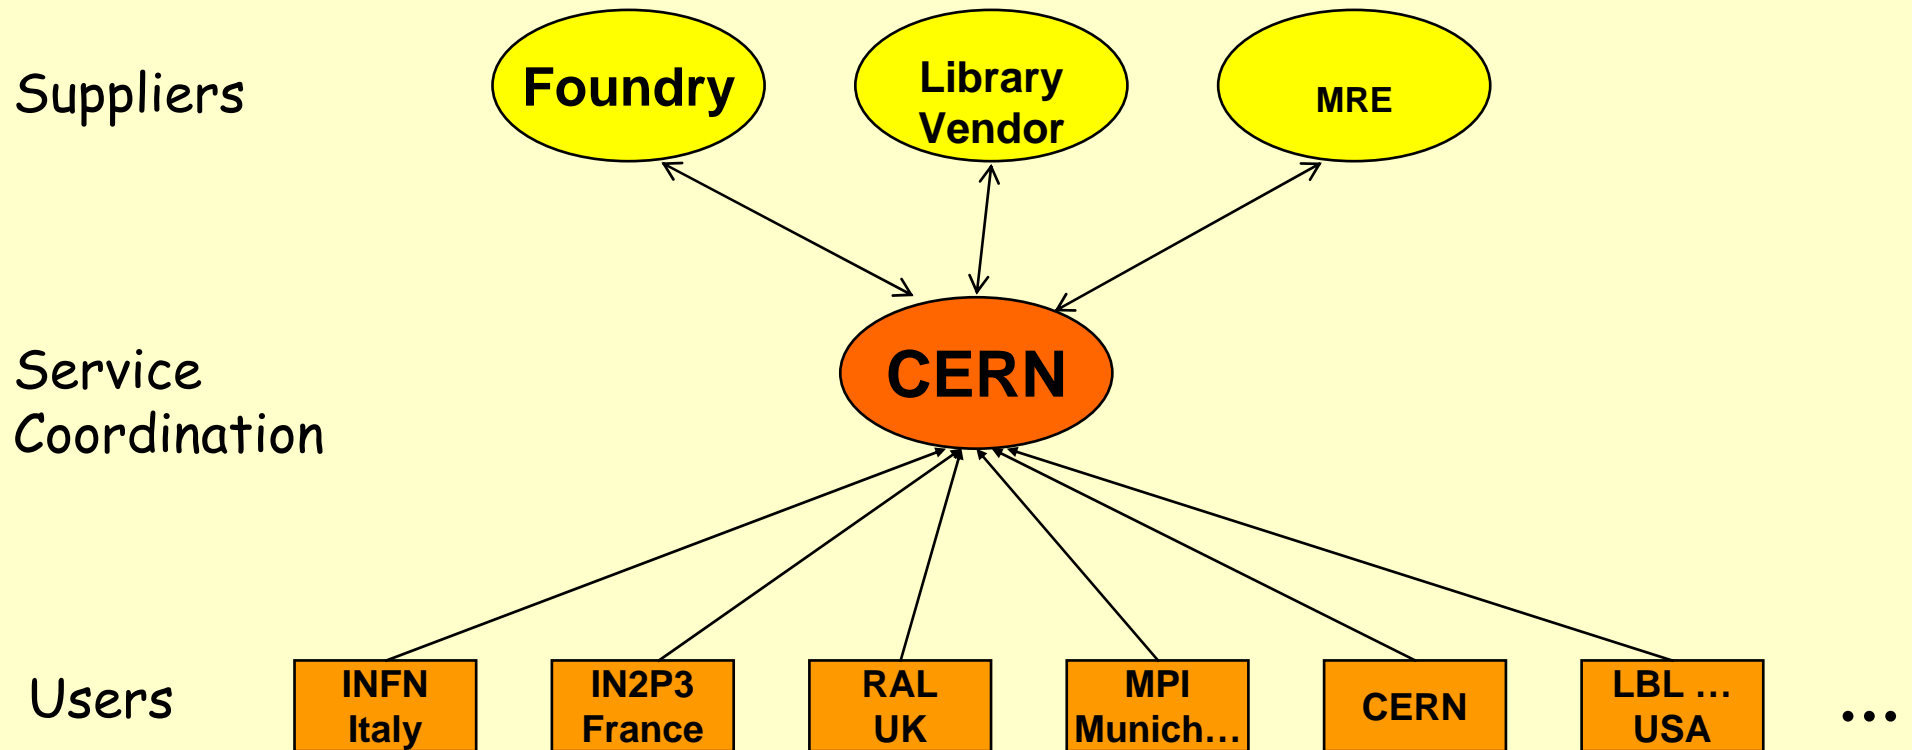 Suppliers
Foundry
Library
Vendor
MRE
Service
Coordination
CERN
Users
INFN
Italy
IN2P3
France
RAL
UK
MPI
Munich…
CERN
LBL …
USA
…